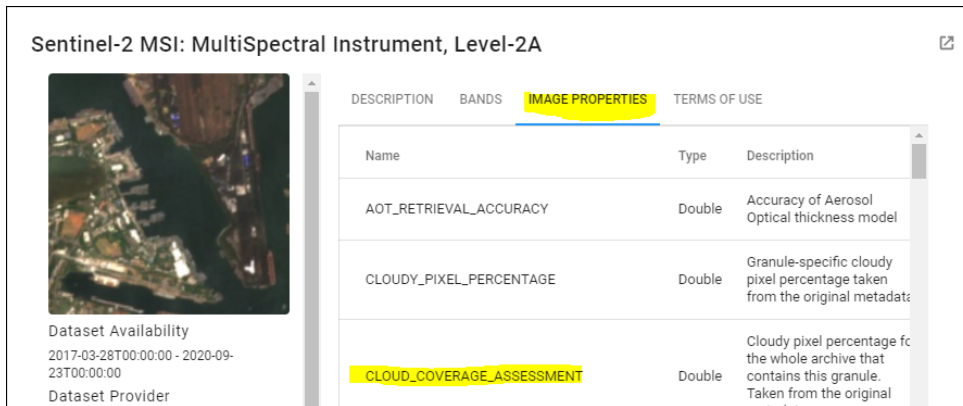 Sentinel-2 MSI: MultiSpectral Instrument, Level-2A
DESCRIPTION BANDS IMAGE PROPERTIES TERMS OF USE
Name Type Description
AOT_RETRIEVAL_ACCURACY Double Accuracy of Aerosol
Optical thickness model
CLOUDY_PIXEL_PERCENTAGE Double Granule-specific cloudy
pixel percentage taken
from the original metadata
CLOUD_COVERAGE_ASSESSMENT Double Cloudy pixel percentage fo
the whole archive that
contains this granule.
Taken from the original
Dataset Availability
2017-03-28T00:00:00 - 2020-09-
23T00:00:00
Dataset Provider